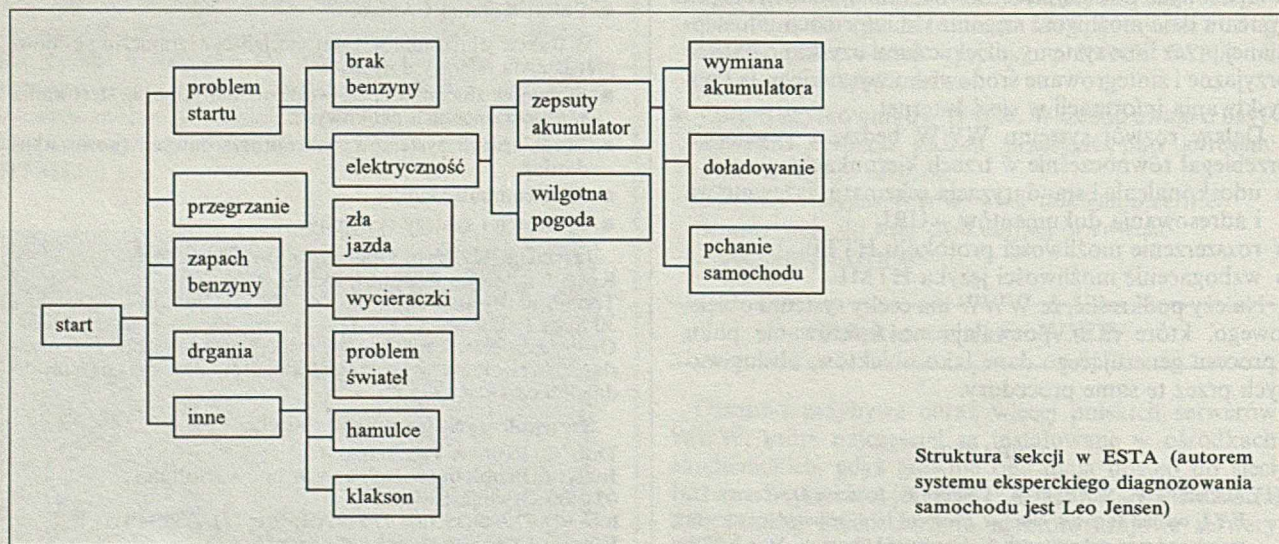 start
problem
startu
przegrzanie
zapach
benzyny
drgania
inne
brak
benzyny
elektryczność
zła
jazda
wycieraczki
problem
świateł
hamulce
klakson
zepsuty
akumulator
wilgotna
pogoda
wymiana
akumulatora
doładowanie
pchanie
samochodu
Struktura sekcji w ESTA (autorem
systemu eksperckiego diagnozowania
samochodu jest Leo Jensen)